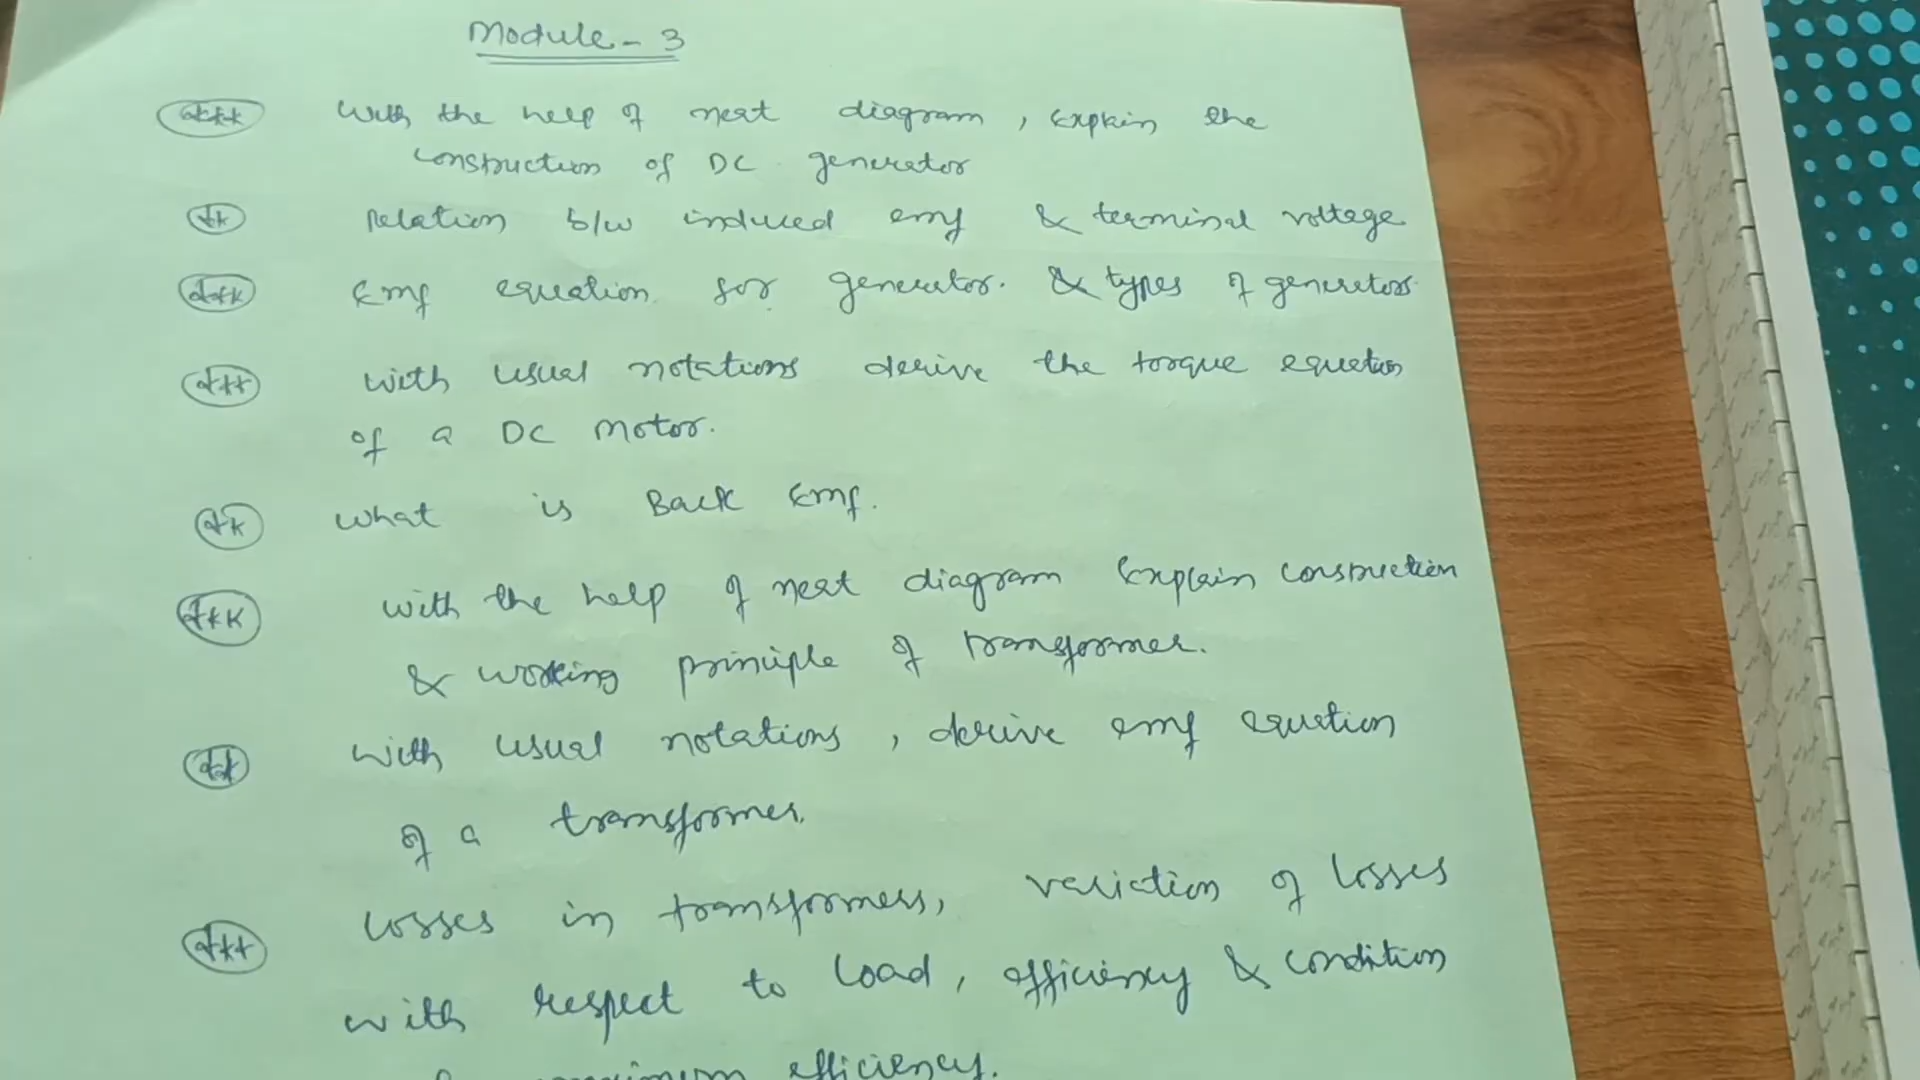 Module - 3
*** With the help of neat diagram, explain the
construction of DC generator
** relation b/w induced emf & terminal voltage
*** Emf equation for generator. & types of generators
*** with usual notations derive the torque equation
of a DC motor.
** what is Back Emf.
*** with the help of neat diagram Explain construction
& working principle of transformer.
** with usual notations, derive emf equation
of a transformer.
*** Losses in transformers, variation of losses
with respect to load, efficiency & condition
maximum efficiency.